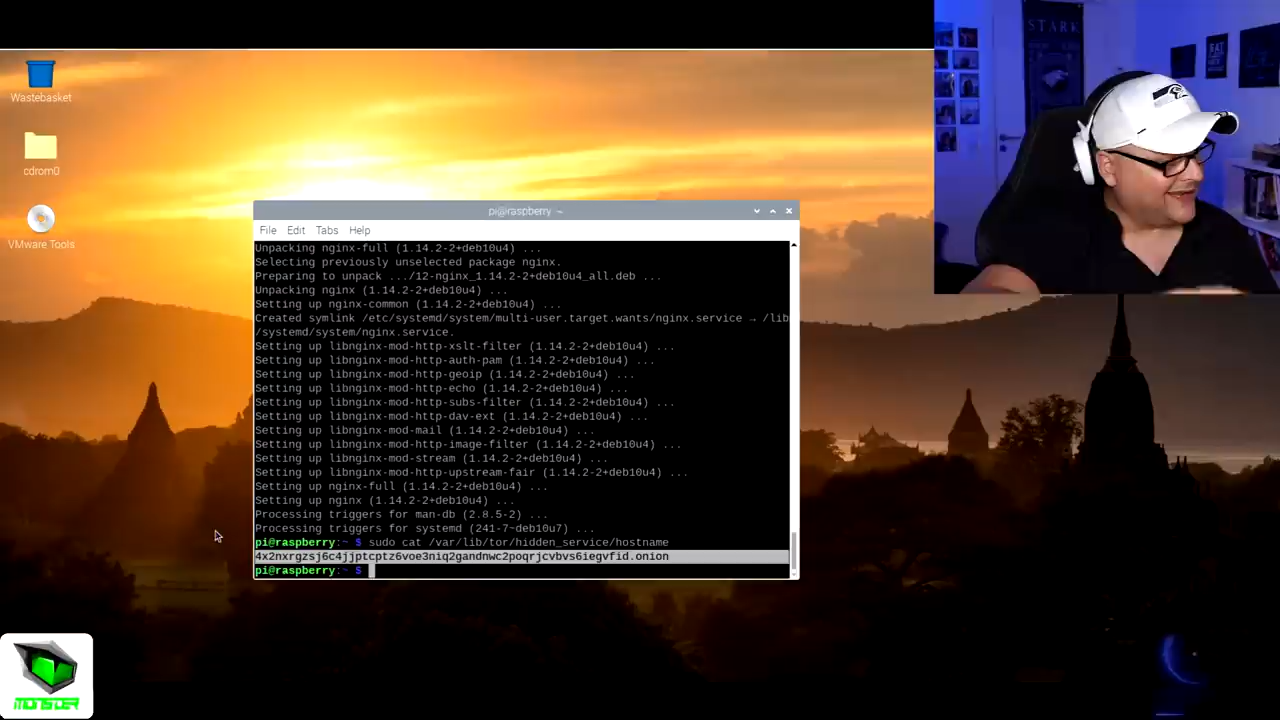 STARK
EAT
Wastebasket
cdrom0
VMware Tools
pi@raspberry: ~
File Edit Tabs Help
Unpacking nginx-full (1.14.2-2+deb10u4) ...
Selecting previously unselected package nginx.
Preparing to unpack .../12-nginx_1.14.2-2+deb10u4_all.deb ...
Unpacking nginx (1.14.2-2+deb10u4) ...
Setting up nginx-common (1.14.2-2+deb10u4) ...
Created symlink /etc/systemd/system/multi-user.target.wants/nginx.service → /lib
/systemd/system/nginx.service.
Setting up libnginx-mod-http-xslt-filter (1.14.2-2+deb10u4) ...
Setting up libnginx-mod-http-auth-pam (1.14.2-2+deb10u4) ...
Setting up libnginx-mod-http-geoip (1.14.2-2+deb10u4) ...
Setting up libnginx-mod-http-echo (1.14.2-2+deb10u4) ...
Setting up libnginx-mod-http-subs-filter (1.14.2-2+deb10u4) ...
Setting up libnginx-mod-http-dav-ext (1.14.2-2+deb10u4) ...
Setting up libnginx-mod-mail (1.14.2-2+deb10u4) ...
Setting up libnginx-mod-http-image-filter (1.14.2-2+deb10u4) ...
Setting up libnginx-mod-stream (1.14.2-2+deb10u4) ...
Setting up libnginx-mod-http-upstream-fair (1.14.2-2+deb10u4) ...
Setting up nginx-full (1.14.2-2+deb10u4) ...
Setting up nginx (1.14.2-2+deb10u4) ...
Processing triggers for man-db (2.8.5-2) ...
Processing triggers for systemd (241-7~deb10u7) ...
pi@raspberry:~ $ sudo cat /var/lib/tor/hidden_service/hostname
4x2nxrgzsj6c4jjptcptz6voe3niq2gandnwc2poqrjcvbvs6iegvfid.onion
pi@raspberry:~ $
MONSTER